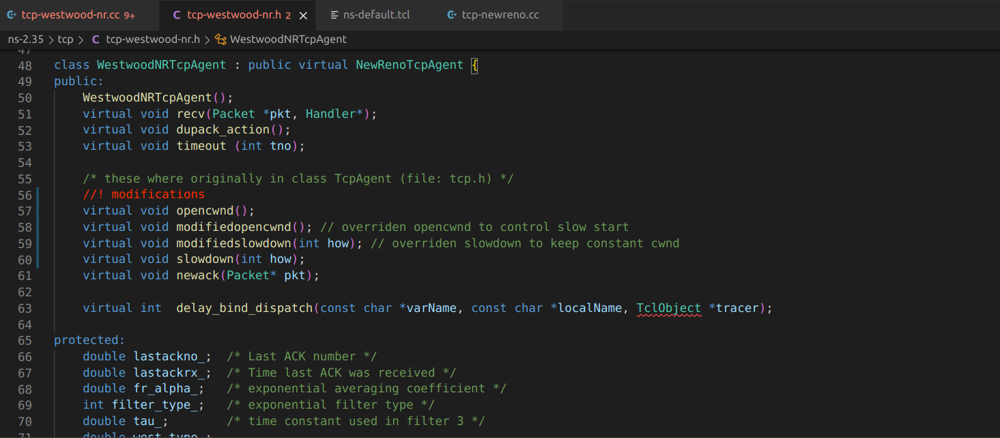 tcp-westwood-nr.cc 9+ C tcp-westwood-nr.h 2 × ns-default.tcl tcp-newreno.cc
ns-2.35 > tcp > C tcp-westwood-nr.h > WestwoodNRTcpAgent
47
48 class WestwoodNRTcpAgent : public virtual NewRenoTcpAgent {
49 public:
50 WestwoodNRTcpAgent();
51 virtual void recv(Packet *pkt, Handler*);
52 virtual void dupack_action();
53 virtual void timeout (int tno);
54
55 /* these where originally in class TcpAgent (file: tcp.h) */
56 //! modifications
57 virtual void opencwnd();
58 virtual void modifiedopencwnd(); // overriden opencwnd to control slow start
59 virtual void modifiedslowdown(int how); // overriden slowdown to keep constant cwnd
60 virtual void slowdown(int how);
61 virtual void newack(Packet* pkt);
62
63 virtual int delay_bind_dispatch(const char *varName, const char *localName, TclObject *tracer);
64
65 protected:
66 double lastackno_; /* Last ACK number */
67 double lastackrx_; /* Time last ACK was received */
68 double fr_alpha_; /* exponential averaging coefficient */
69 int filter_type_; /* exponential filter type */
70 double tau_; /* time constant used in filter 3 */
71 double west_type_;